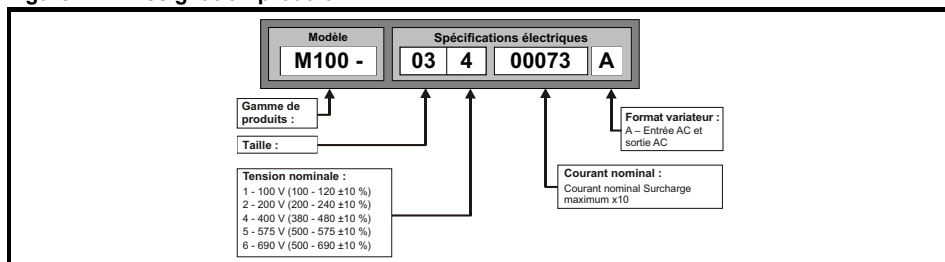 Modèle
Spécifications électriques
M100 -
03 4 00073 A
Gamme de
produits :
Taille :
Tension nominale :
1 - 100 V (100 - 120 ±10 %)
2 - 200 V (200 - 240 ±10 %)
4 - 400 V (380 - 480 ±10 %)
5 - 575 V (500 - 575 ±10 %)
6 - 690 V (500 - 690 ±10 %)
Format variateur :
A – Entrée AC et
sortie AC
Courant nominal :
Courant nominal Surcharge
maximum x10